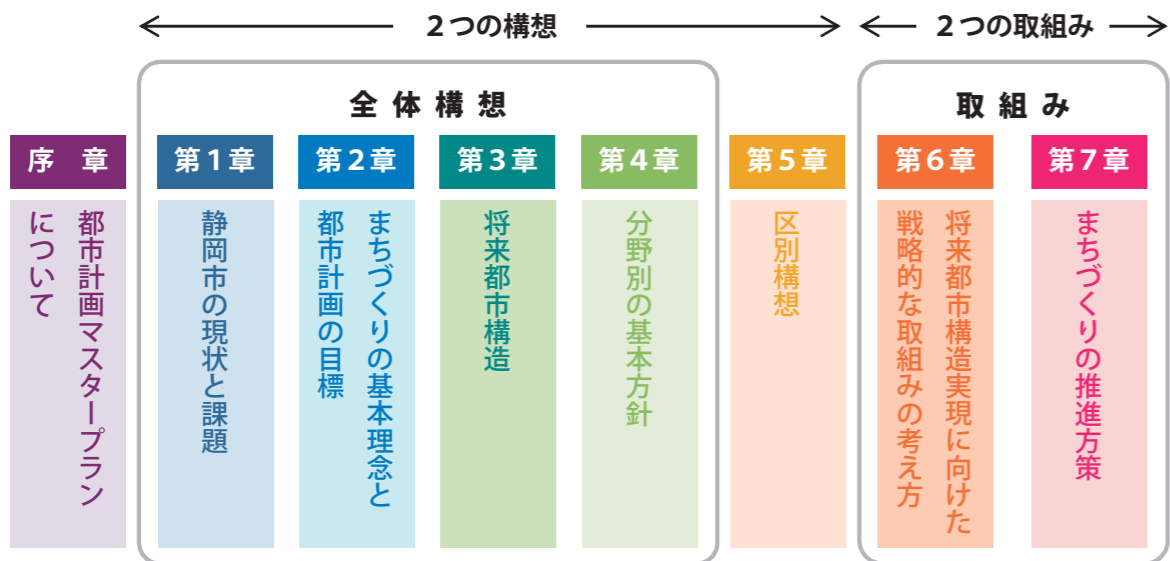 2つの構想
2つの取組み
全体構想
取組み
序章
都市計画マスタープラン
について
第1章
静岡市の現状と課題
第2章
まちづくりの基本理念と
都市計画の目標
第3章
将来都市構造
第4章
分野別の基本方針
第5章
区別構想
第6章
将来都市構造実現に向けた
戦略的な取組みの考え方
第7章
まちづくりの推進方策